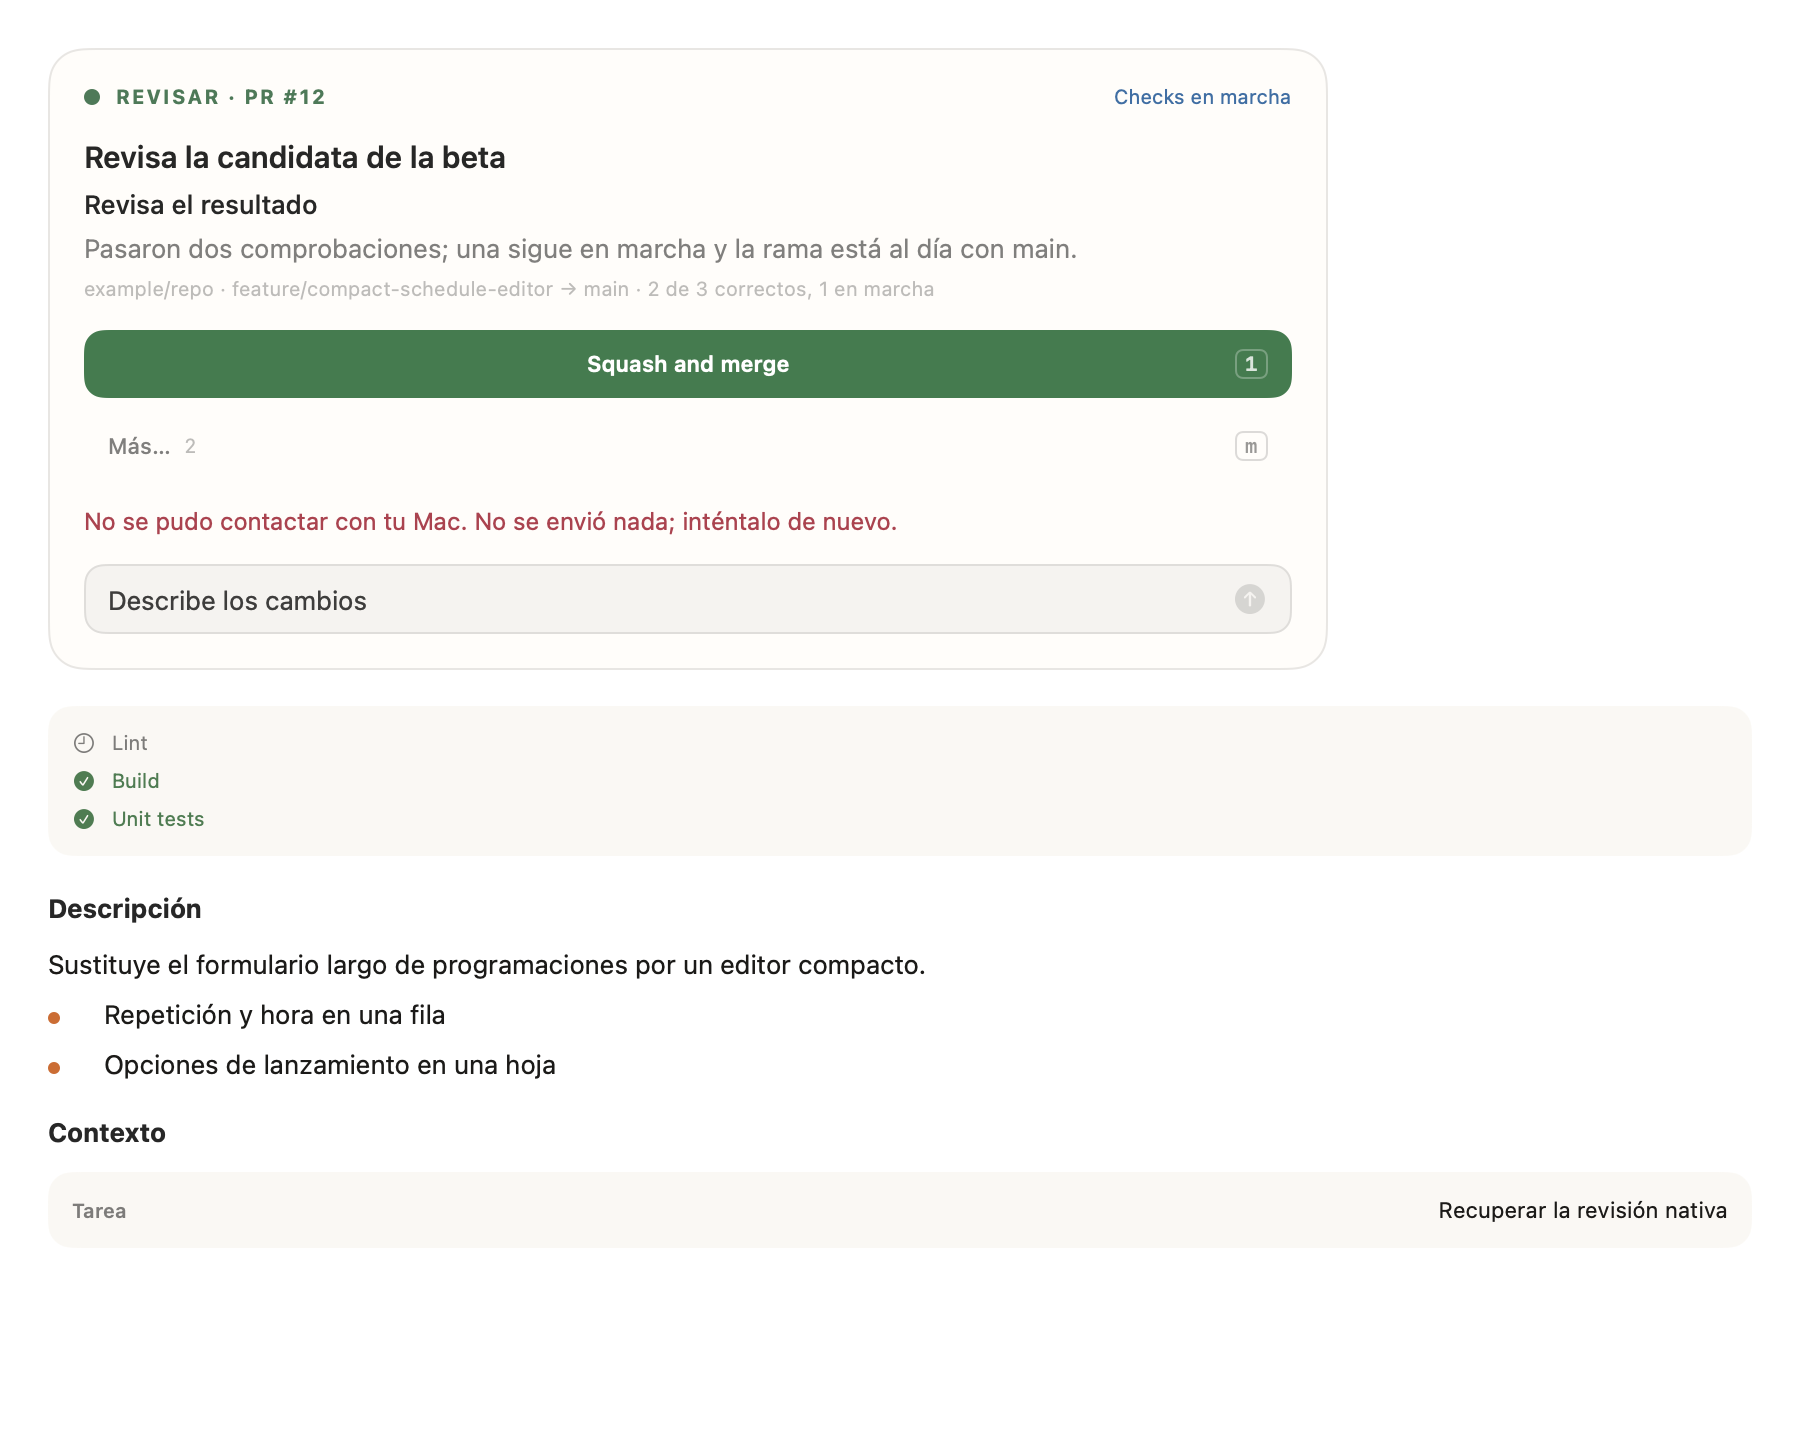 REVISAR · PR #12
Checks en marcha
Revisa la candidata de la beta
Revisa el resultado
Pasaron dos comprobaciones; una sigue en marcha y la rama está al día con main.
example/repo · feature/compact-schedule-editor → main · 2 de 3 correctos, 1 en marcha
Squash and merge 1
Más... 2 m
No se pudo contactar con tu Mac. No se envió nada; inténtalo de nuevo.
Describe los cambios
Lint
Build
Unit tests
Descripción
Sustituye el formulario largo de programaciones por un editor compacto.
Repetición y hora en una fila
Opciones de lanzamiento en una hoja
Contexto
Tarea Recuperar la revisión nativa